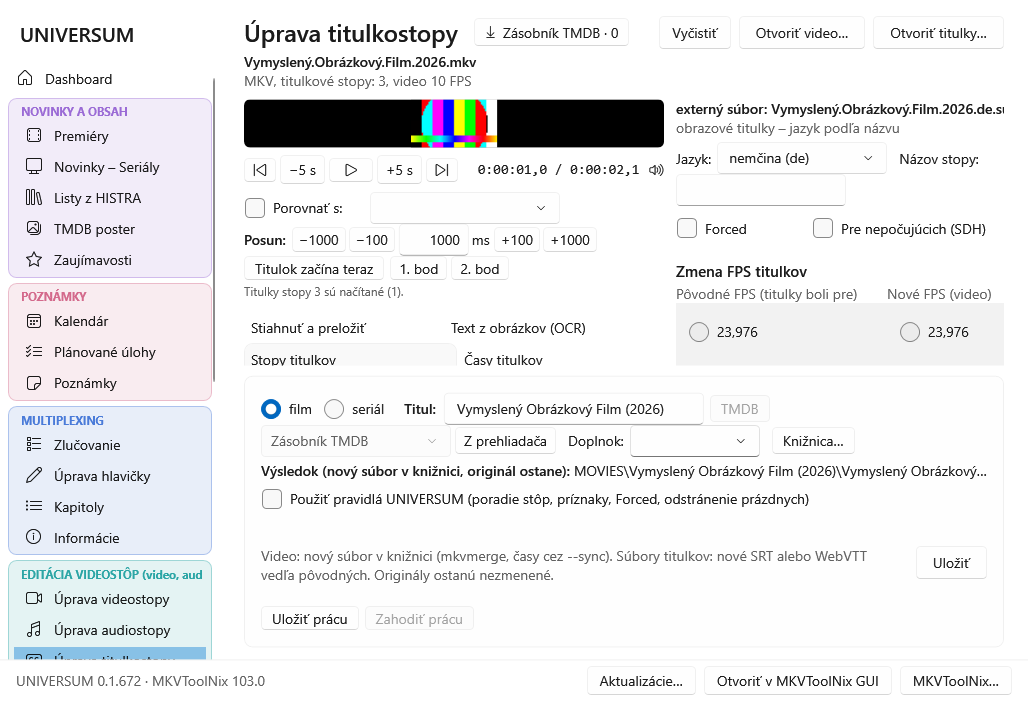 UNIVERSUM
Dashboard
NOVINKY A OBSAH
Premiéry
Novinky – Seriály
Listy z HISTRA
TMDB poster
Zaujímavosti
POZNÁMKY
Kalendár
Plánované úlohy
Poznámky
MULTIPLEXING
Zlučovanie
Úprava hlavičky
Kapitoly
Informácie
EDITÁCIA VIDEOSTÔP (video, aud
Úprava videostopy
Úprava audiostopy
Úprava titulkostopy
Úprava titulkostopy
Zásobník TMDB · 0
Vyčistiť
Otvoriť video...
Otvoriť titulky...
Vymyslený.Obrázkový.Film.2026.mkv
MKV, titulkové stopy: 3, video 10 FPS
−5 s
+5 s
0:00:01,0 / 0:00:02,1
Porovnať s:
Posun:
−1000
−100
1000
ms
+100
+1000
Titulok začína teraz
1. bod
2. bod
Titulky stopy 3 sú načítané (1).
Stiahnuť a preložiť
Text z obrázkov (OCR)
Stopy titulkov
Časy titulkov
externý súbor: Vymyslený.Obrázkový.Film.2026.de.su
obrazové titulky – jazyk podľa názvu
Jazyk:
nemčina (de)
Názov stopy:
Forced
Pre nepočujúcich (SDH)
Zmena FPS titulkov
Pôvodné FPS (titulky boli pre)
Nové FPS (video)
23,976
23,976
film
seriál
Titul:
Vymyslený Obrázkový Film (2026)
TMDB
Zásobník TMDB
Z prehliadača
Doplnok:
Knižnica...
Výsledok (nový súbor v knižnici, originál ostane): MOVIES\Vymyslený Obrázkový Film (2026)\Vymyslený Obrázkový...
Použiť pravidlá UNIVERSUM (poradie stôp, príznaky, Forced, odstránenie prázdnych)
Video: nový súbor v knižnici (mkvmerge, časy cez --sync). Súbory titulkov: nové SRT alebo WebVTT
vedľa pôvodných. Originály ostanú nezmenené.
Uložiť
Uložiť prácu
Zahodiť prácu
UNIVERSUM 0.1.672 · MKVToolNix 103.0
Aktualizácie...
Otvoriť v MKVToolNix GUI
MKVToolNix...